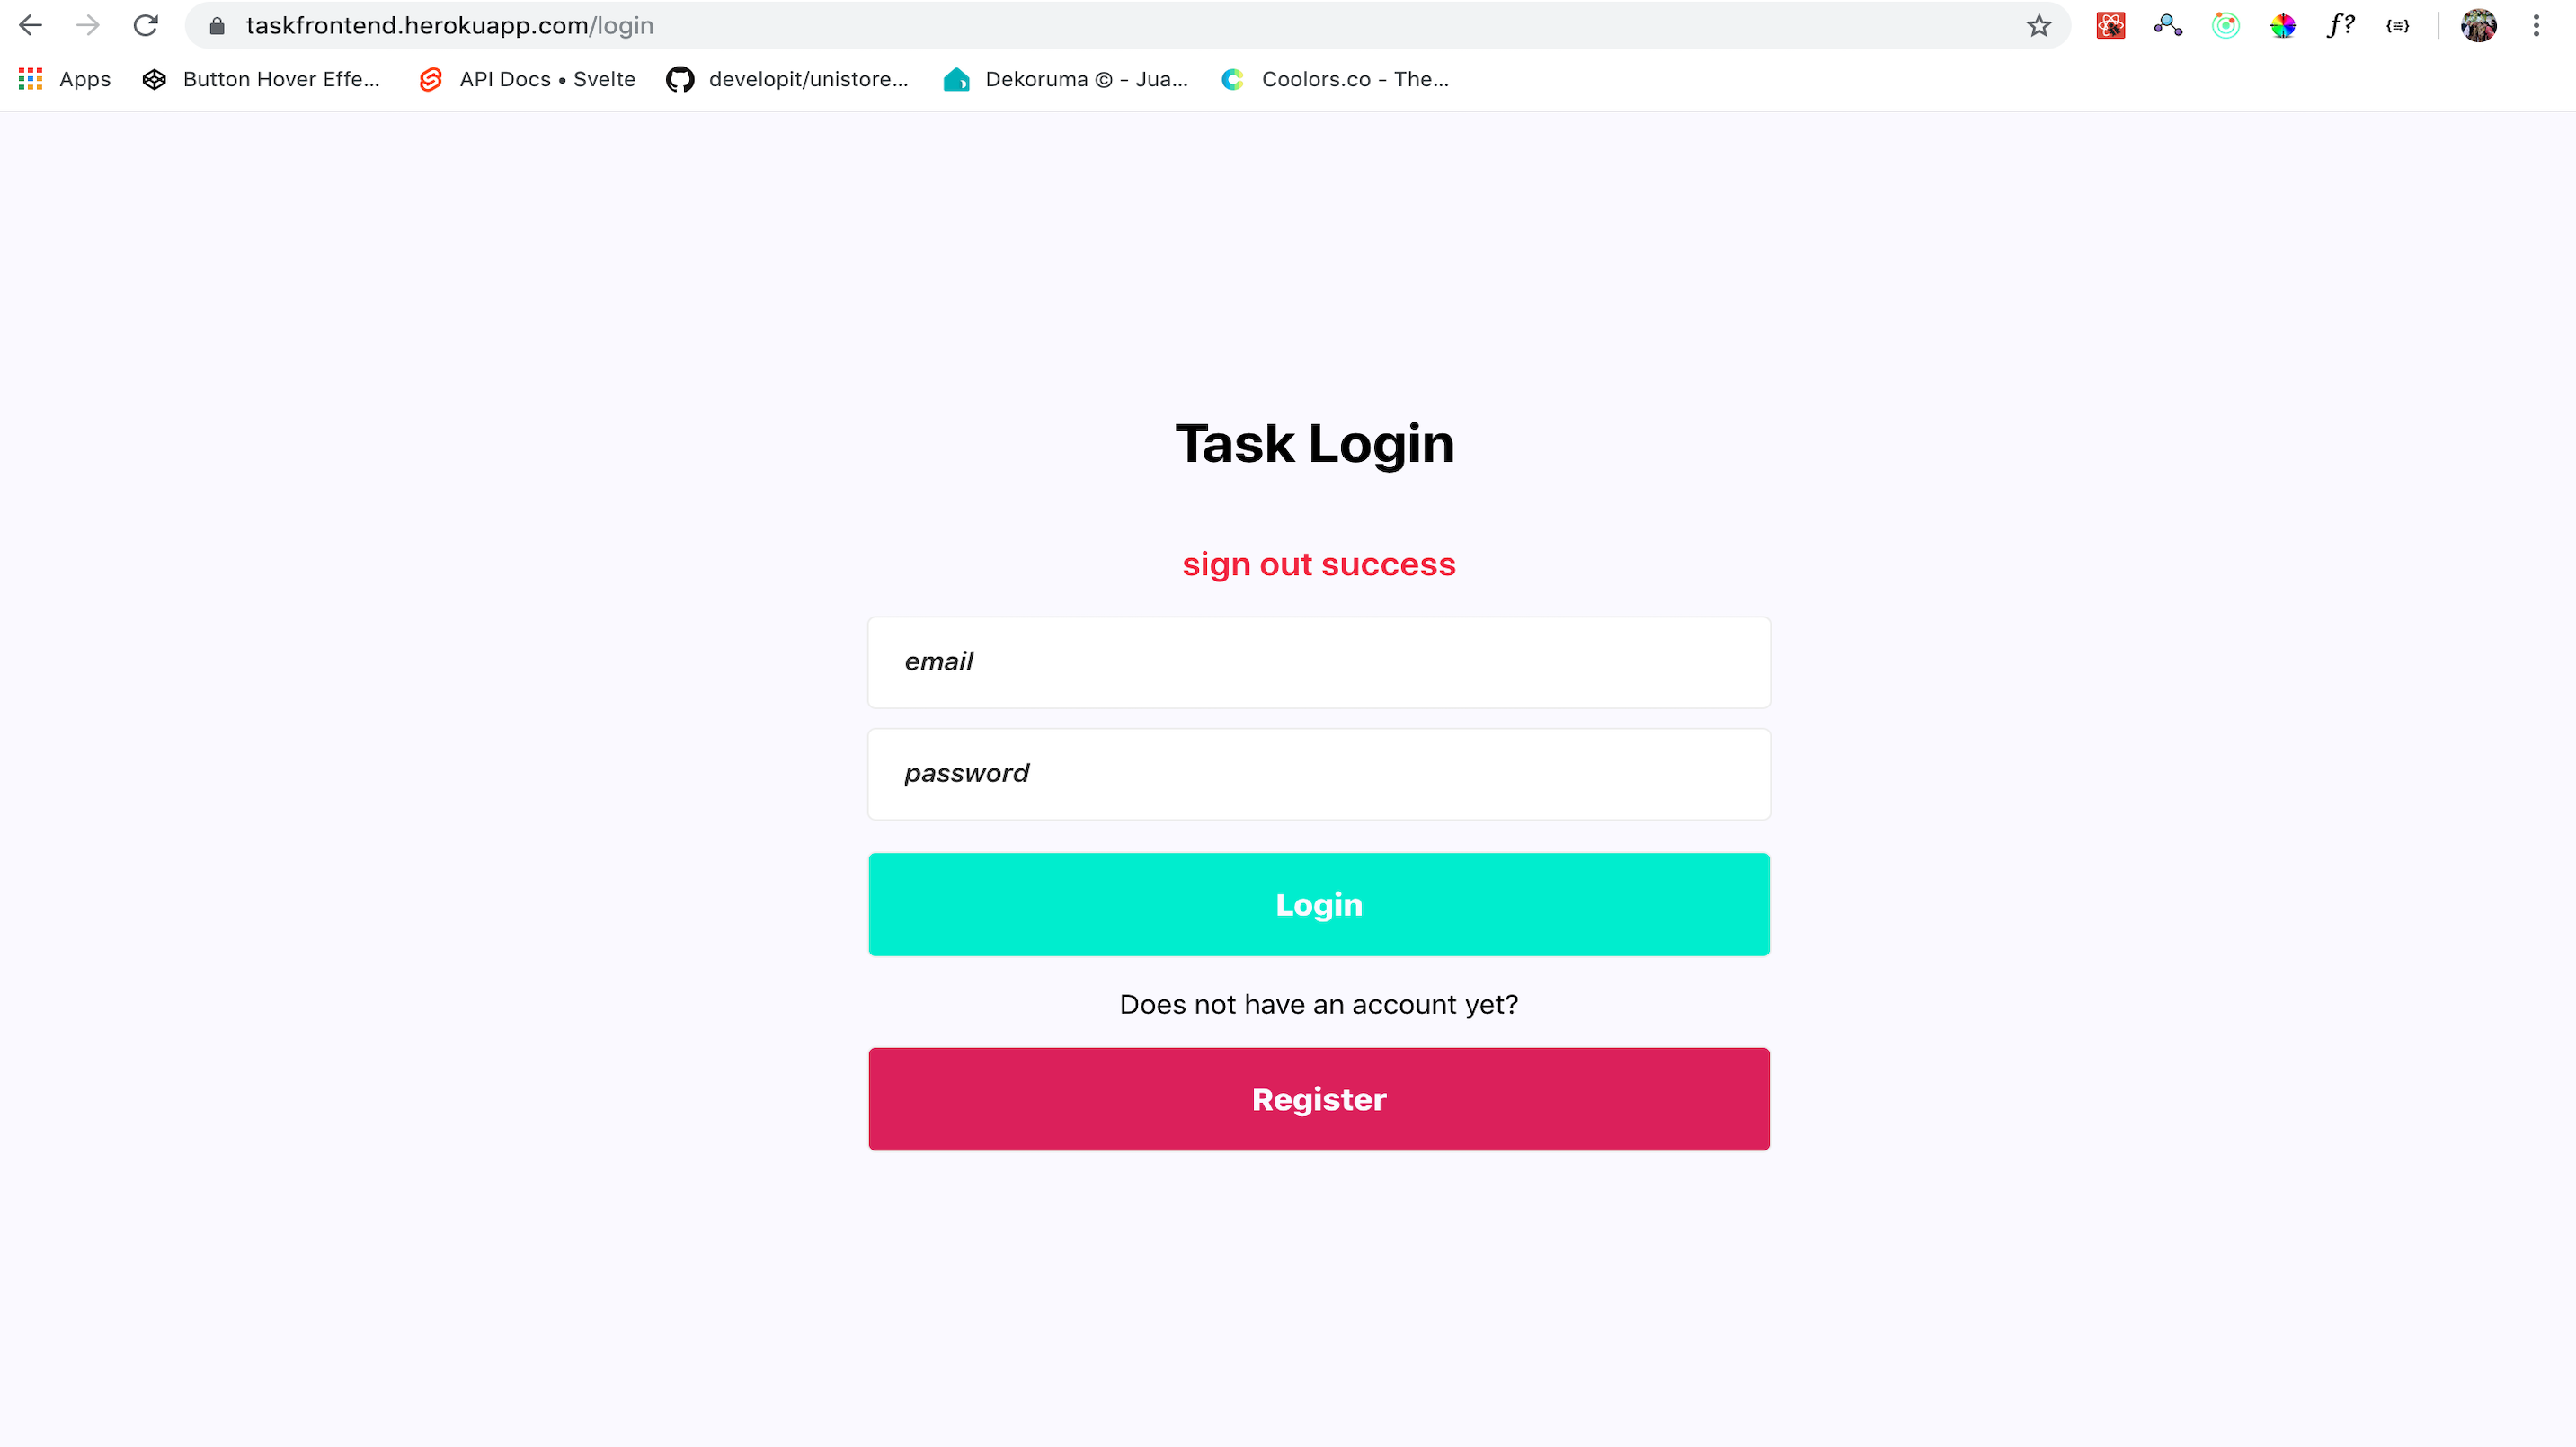 taskfrontend.herokuapp.com/login
f?
{≡}
Apps
Button Hover Effe...
API Docs • Svelte
developit/unistore...
Dekoruma © - Jua...
Coolors.co - The...
Task Login
sign out success
email
password
Login
Does not have an account yet?
Register